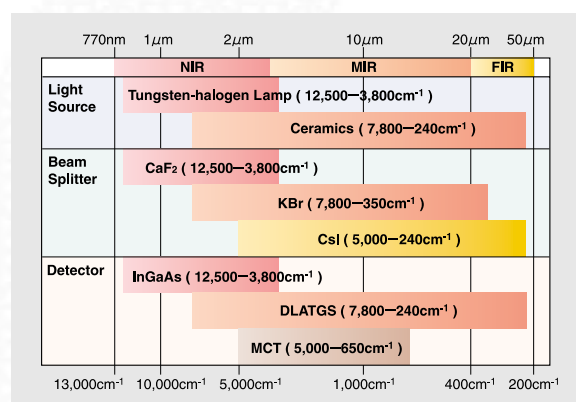 770nm 1μm 2μm 10μm 20μm 50μm
NIR MIR FIR
Light
Source
Tungsten-halogen Lamp ( 12,500–3,800cm-1 )
Ceramics ( 7,800–240cm-1 )
Beam
Splitter
CaF2 ( 12,500–3,800cm-1 )
KBr ( 7,800–350cm-1 )
CsI ( 5,000–240cm-1 )
Detector
InGaAs ( 12,500–3,800cm-1 )
DLATGS ( 7,800–240cm-1 )
MCT ( 5,000–650cm-1 )
13,000cm-1 10,000cm-1 5,000cm-1 1,000cm-1 400cm-1 200cm-1